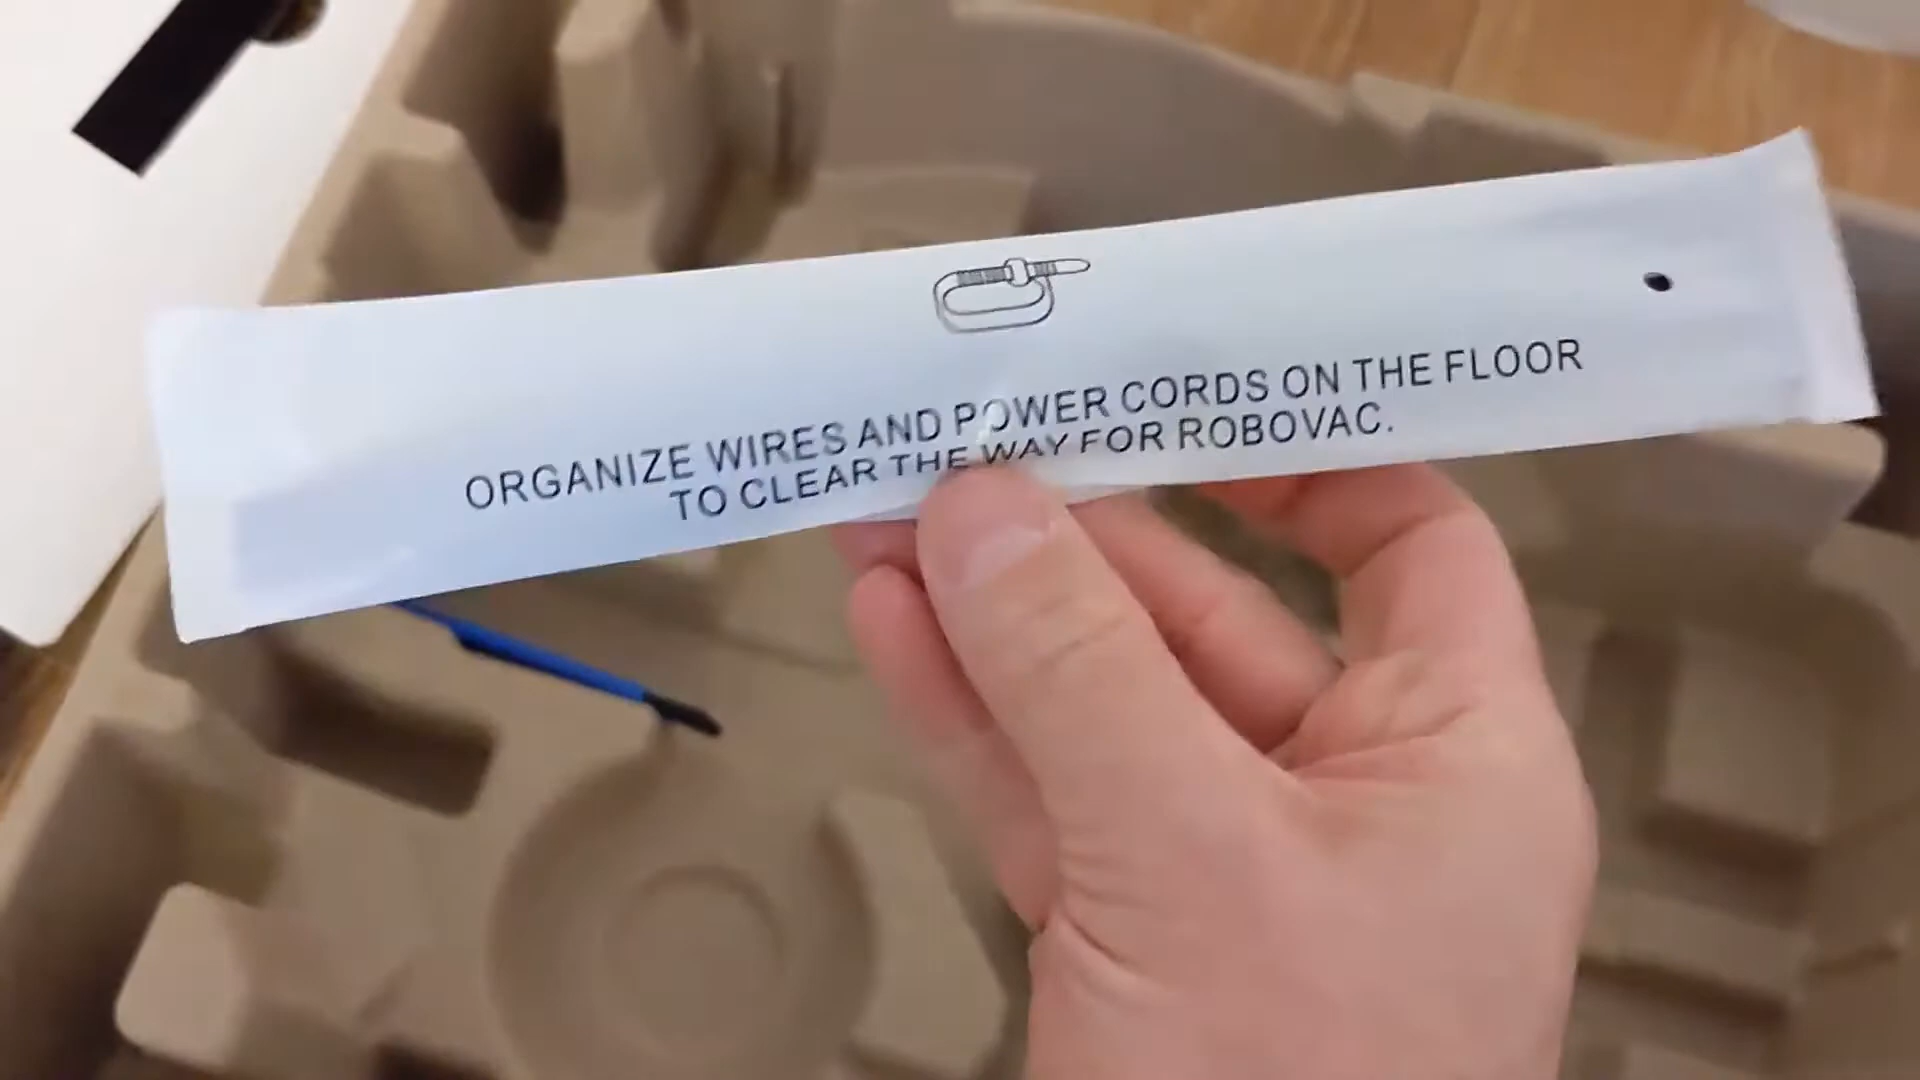 ORGANIZE WIRES AND POWER CORDS ON THE FLOOR
TO CLEAR THE WAY FOR ROBOVAC.